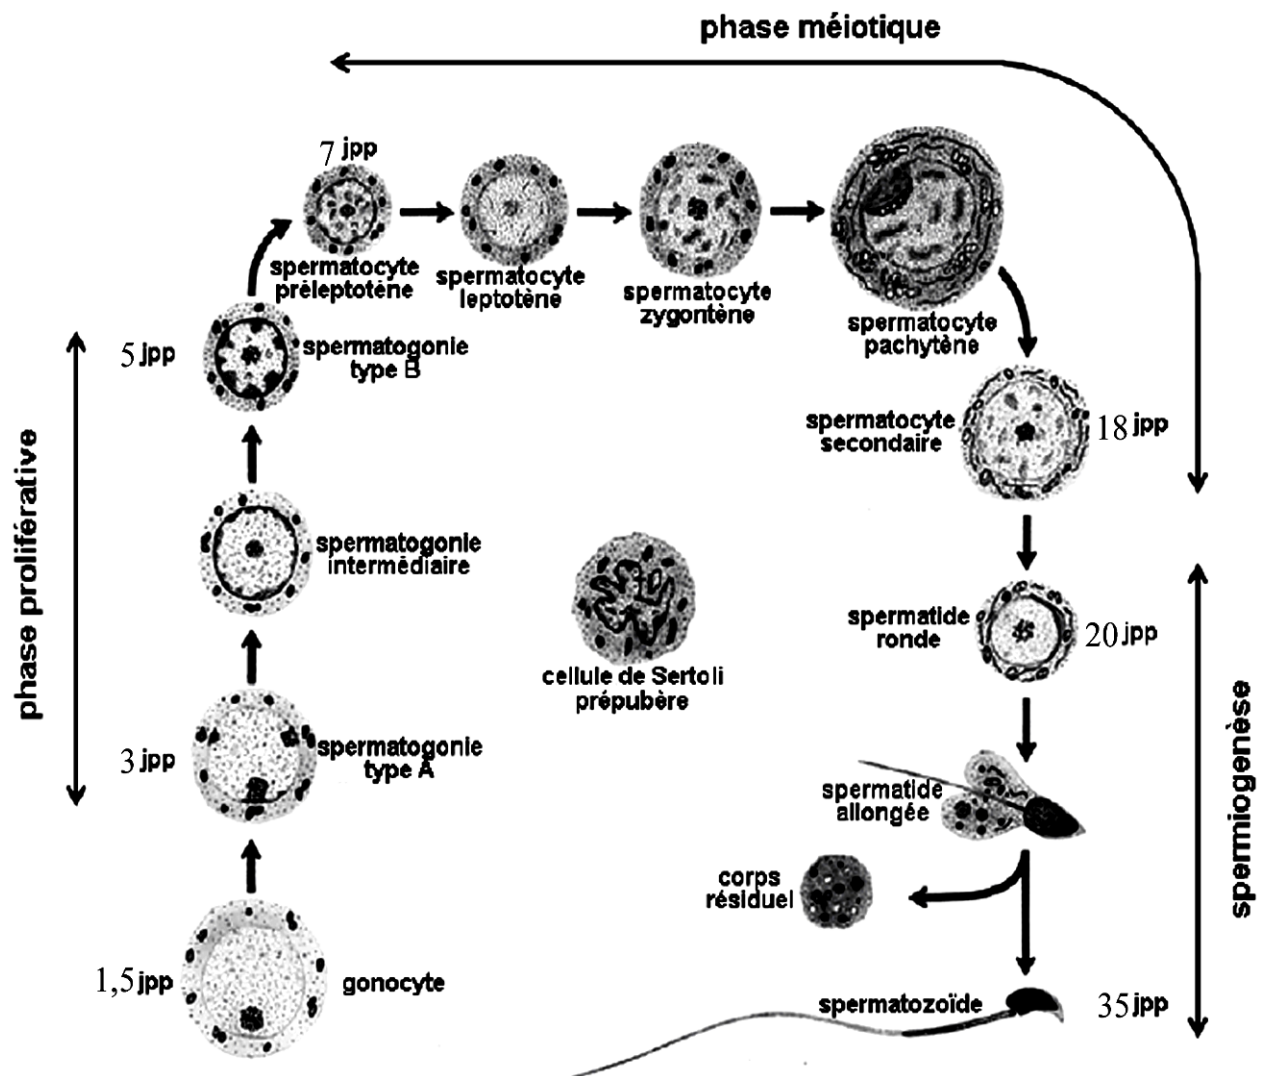 phase méiotique
7 jpp
spermatocyte
préleptotène
spermatocyte
leptotène
spermatocyte
zygontène
spermatocyte
pachytène
5 jpp
spermatogonie
type B
spermatocyte
secondaire
18 jpp
phase proliférative
spermatogonie
intermédiaire
cellule de Sertoli
prépubère
spermatide
ronde
20 jpp
3 jpp
spermatogonie
type A
spermatide
allongée
spermiogenèse
corps
résiduel
1,5 jpp
gonocyte
spermatozoïde
35 jpp